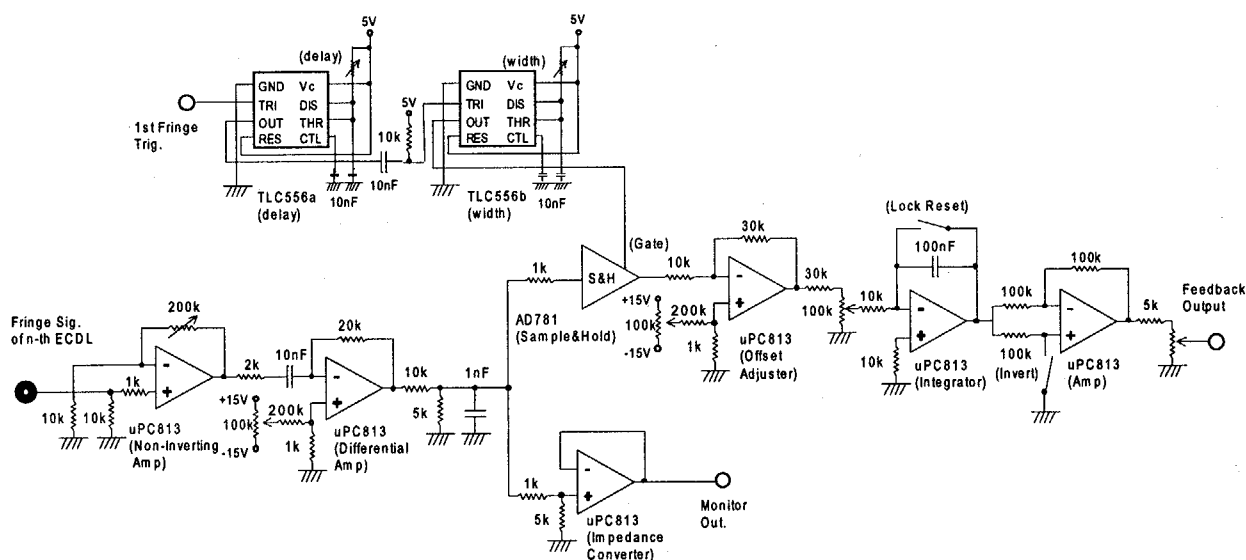 5V
5V
(delay)
(width)
GND Vc
TRI DIS
OUT THR
RES CTL
GND Vc
TRI DIS
OUT THR
RES CTL
1st Fringe
Trig.
5V
10k
10nF
10nF
10nF
TLC556a
(delay)
TLC556b
(width)
(Gate)
S&H
1k
AD781
(Sample&Hold)
10k
30k
+15V
100k
-15V
200k
1k
uPC813
(Offset
Adjuster)
30k
100k
(Lock Reset)
100nF
10k
10k
uPC813
(Integrator)
100k
100k
100k
(Invert)
uPC813
(Amp)
5k
Feedback
Output
Fringe Sig.
of n-th ECDL
200k
1k
10k
10k
uPC813
(Non-Inverting
Amp)
2k
10nF
20k
+15V
100k
-15V
200k
1k
uPC813
(Differential
Amp)
10k
5k
1nF
1k
5k
uPC813
(Impedance
Converter)
Monitor
Out.